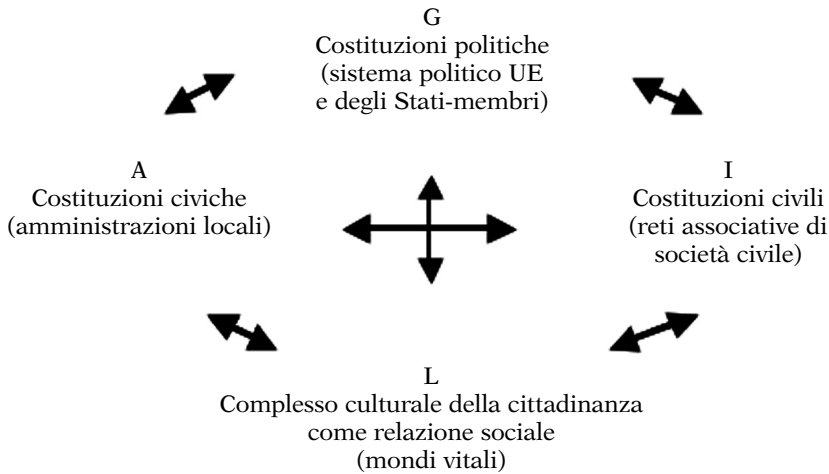 G
Costituzioni politiche
(sistema politico UE
e degli Stati-membri)
A
Costituzioni civiche
(amministrazioni locali)
I
Costituzioni civili
(reti associative di
società civile)
L
Complesso culturale della cittadinanza
come relazione sociale
(mondi vitali)